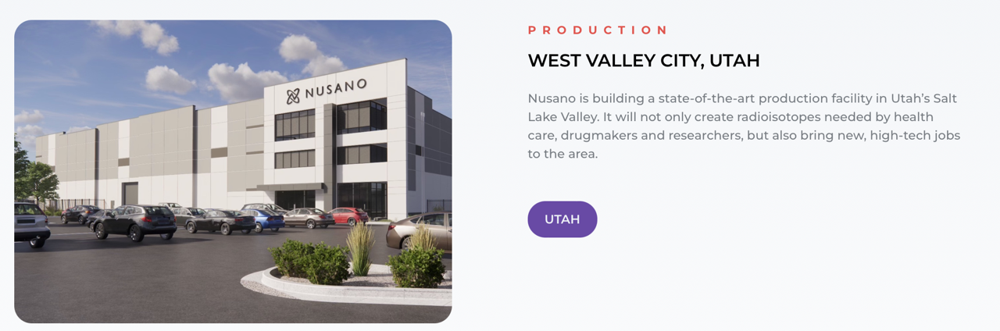 NUSANO
PRODUCTION
WEST VALLEY CITY, UTAH
Nusano is building a state-of-the-art production facility in Utah’s Salt
Lake Valley. It will not only create radioisotopes needed by health
care, drugmakers and researchers, but also bring new, high-tech jobs
to the area.
UTAH